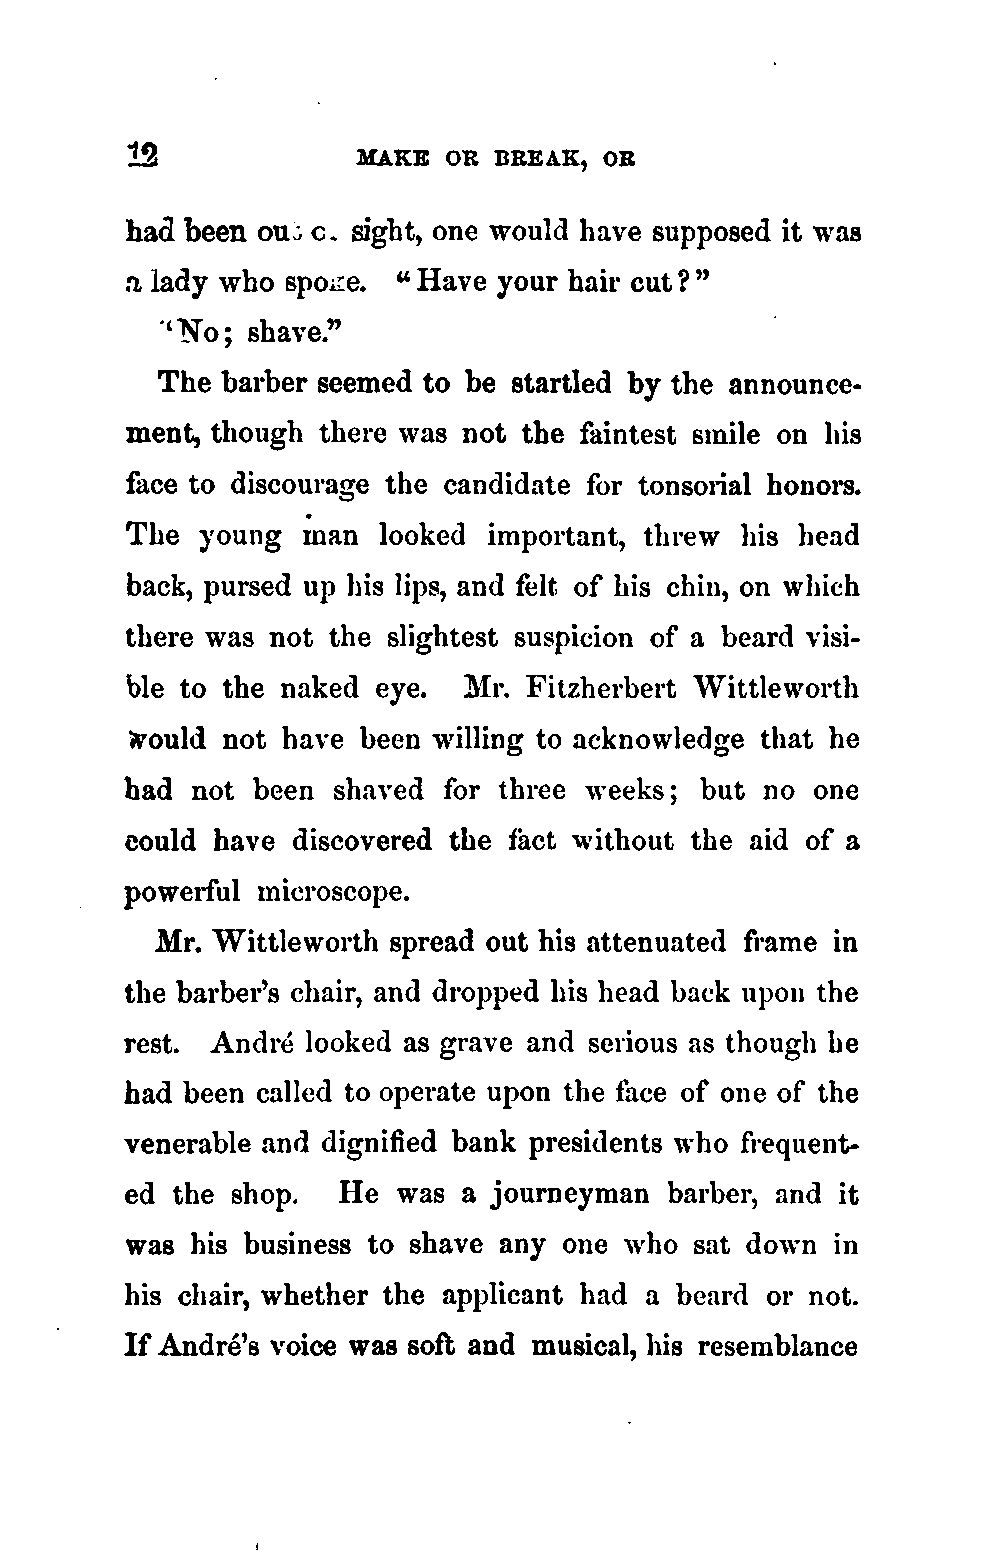 12 MAKE OR BREAK, OR
had been out of sight, one would have supposed it was
a lady who spoke. “Have your hair cut?”
“No; shave.”
The barber seemed to be startled by the announce-
ment, though there was not the faintest smile on his
face to discourage the candidate for tonsorial honors.
The young man looked important, threw his head
back, pursed up his lips, and felt of his chin, on which
there was not the slightest suspicion of a beard visi-
ble to the naked eye. Mr. Fitzherbert Wittleworth
would not have been willing to acknowledge that he
had not been shaved for three weeks; but no one
could have discovered the fact without the aid of a
powerful microscope.
Mr. Wittleworth spread out his attenuated frame in
the barber’s chair, and dropped his head back upon the
rest. André looked as grave and serious as though he
had been called to operate upon the face of one of the
venerable and dignified bank presidents who frequent-
ed the shop. He was a journeyman barber, and it
was his business to shave any one who sat down in
his chair, whether the applicant had a beard or not.
If André’s voice was soft and musical, his resemblance